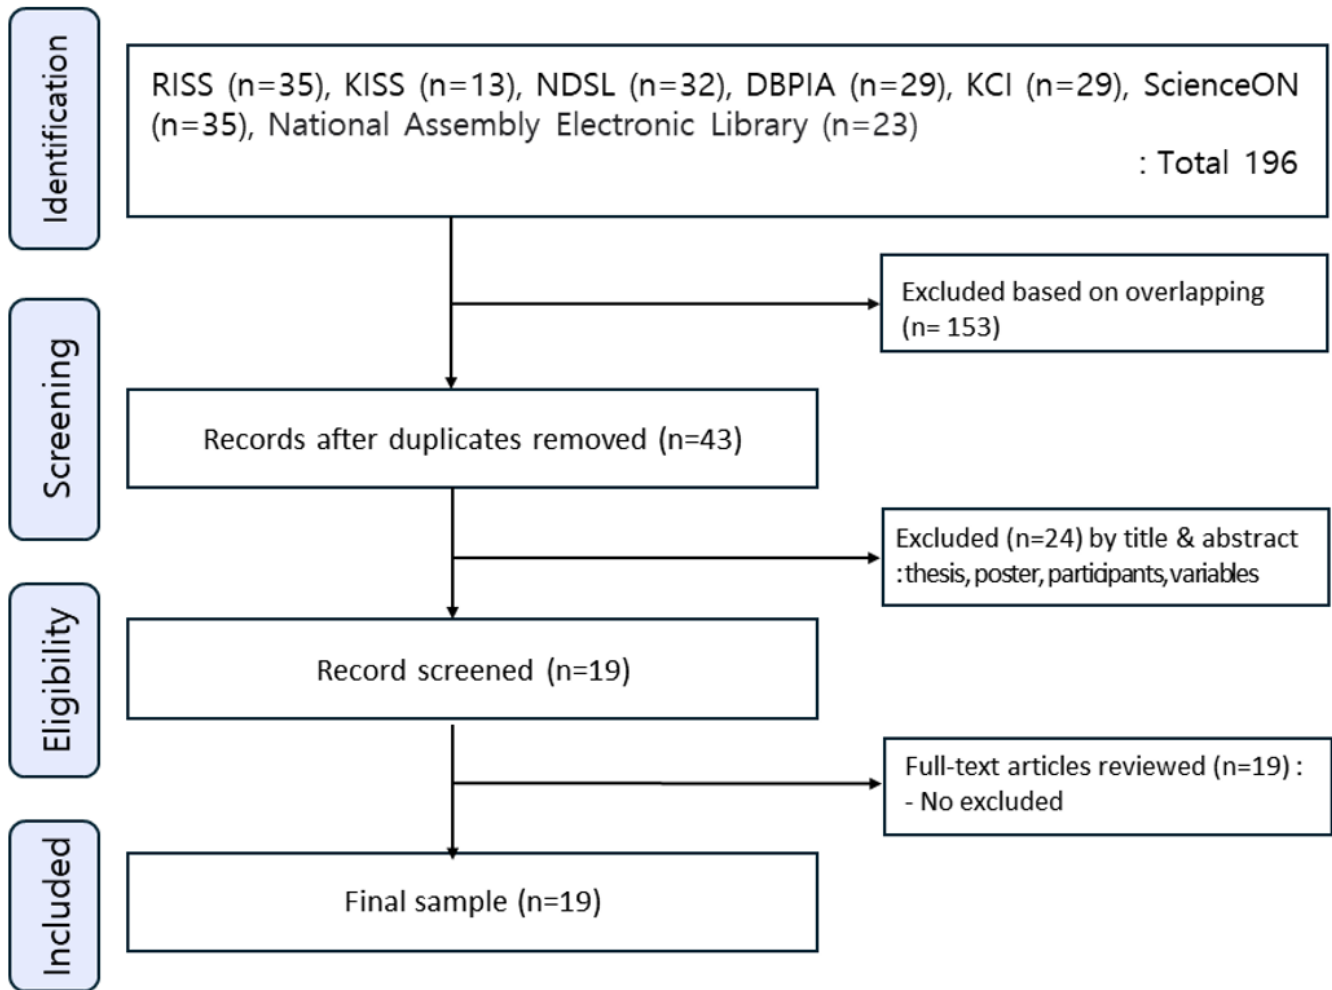 Identification
RISS (n=35), KISS (n=13), NDSL (n=32), DBPIA (n=29), KCI (n=29), ScienceON
(n=35), National Assembly Electronic Library (n=23)
: Total 196
Excluded based on overlapping
(n= 153)
Screening
Records after duplicates removed (n=43)
Excluded (n=24) by title & abstract
: thesis, poster, participants, variables
Eligibility
Record screened (n=19)
Full-text articles reviewed (n=19) :
- No excluded
Included
Final sample (n=19)